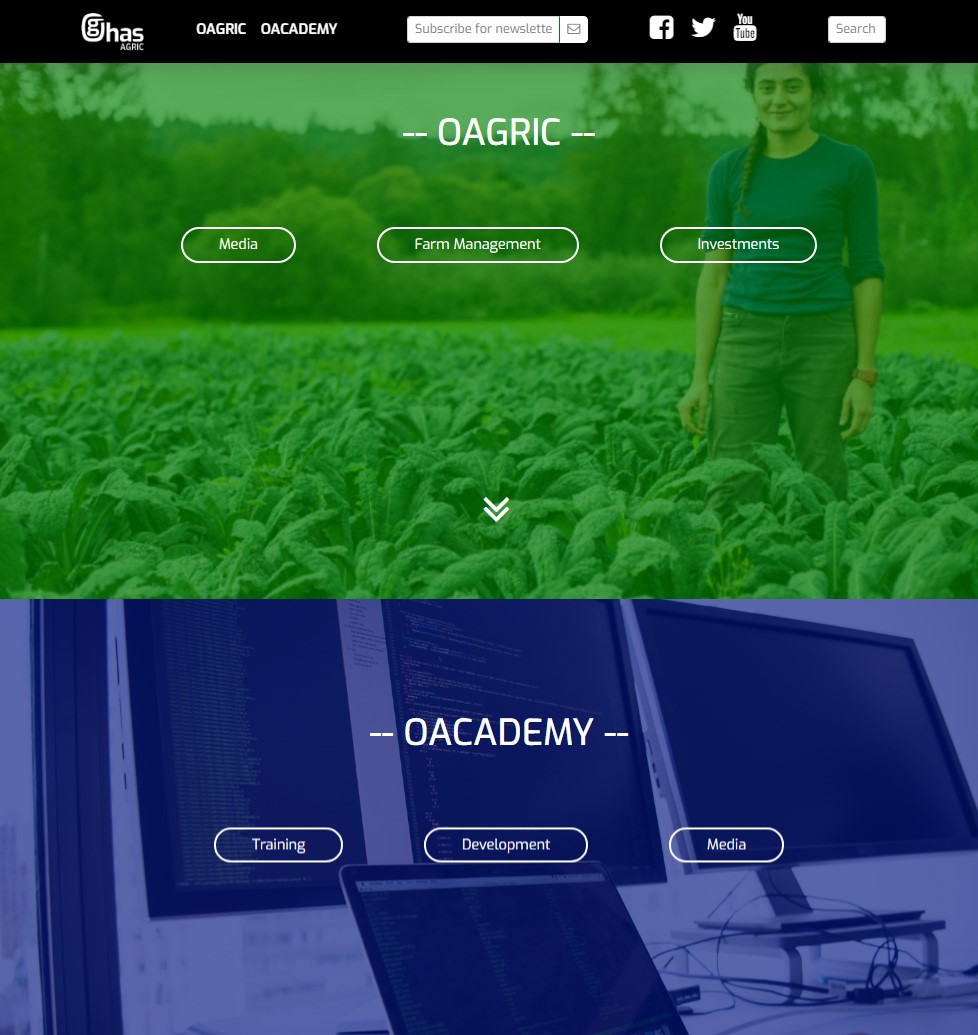 ghas
AGRIC
OAGRIC OACADEMY
Subscribe for newslette
You
Tube
Search
-- OAGRIC --
Media Farm Management Investments
-- OACADEMY --
Training Development Media